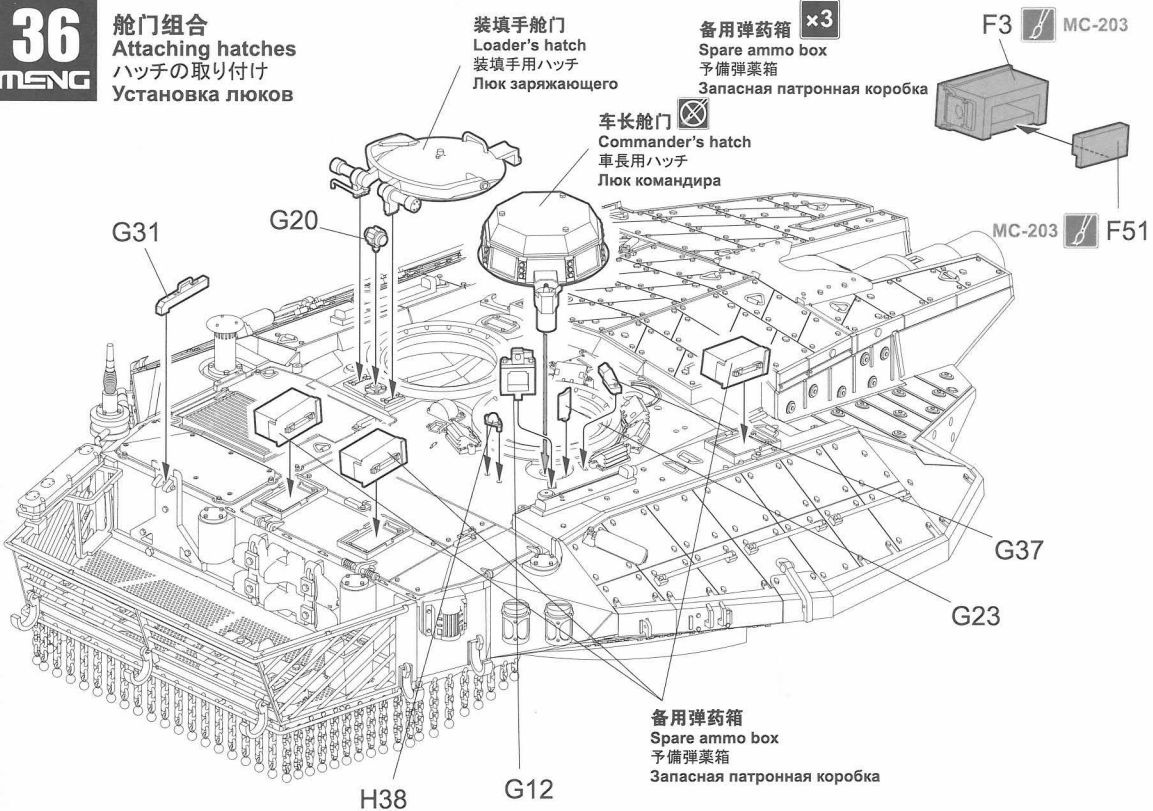 36
MENG
舱门组合
Attaching hatches
ハッチの取り付け
Установка люков
装填手舱门
Loader's hatch
装填手用ハッチ
Люк заряжающего
备用弹药箱 ×3
Spare ammo box
予備弾薬箱
Запасная патронная коробка
F3 MC-203
车长舱门
Commander's hatch
車長用ハッチ
Люк командира
MC-203 F51
G31
G20
G37
G23
备用弹药箱
Spare ammo box
予備弾薬箱
Запасная патронная коробка
G12
H38